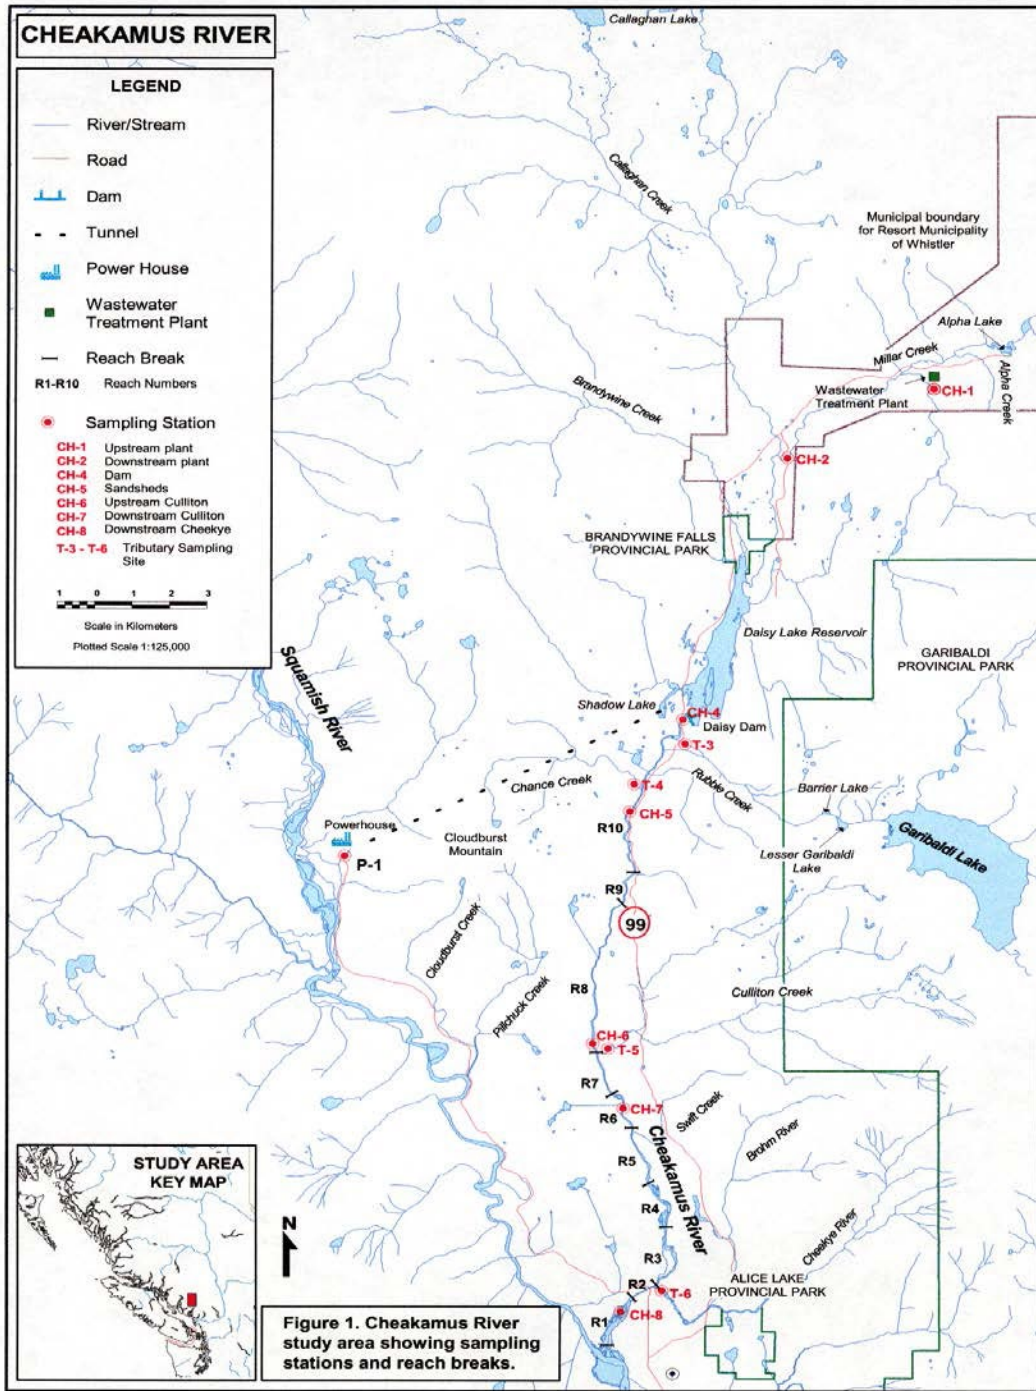 CHEAKAMUS RIVER
LEGEND
River/Stream
Road
Dam
Tunnel
Power House
Wastewater
Treatment Plant
Reach Break
R1-R10 Reach Numbers
Sampling Station
CH-1 Upstream plant
CH-2 Downstream plant
CH-4 Dam
CH-5 Sandsheds
CH-6 Upstream Culliton
CH-7 Downstream Culliton
CH-8 Downstream Cheekye
T-3 - T-6 Tributary Sampling
Site
1 0 1 2 3
Scale in Kilometers
Plotted Scale 1:125,000
Callaghan Lake
Callaghan Creek
Municipal boundary
for Resort Municipality
of Whistler
Alpha Lake
Millar Creek
Alpha Creek
Wastewater
Treatment Plant
CH-1
Brandywine Creek
CH-2
BRANDYWINE FALLS
PROVINCIAL PARK
Daisy Lake Reservoir
GARIBALDI
PROVINCIAL PARK
Squamish River
Shadow Lake
CH-4
Daisy Dam
T-3
Chance Creek
T-4
Rubble Creek
Barrier Lake
CH-5
R10
Powerhouse
P-1
Cloudburst
Mountain
Lesser Garibaldi
Lake
Garibaldi Lake
R9
99
Cloudburst Creek
Pillchuck Creek
R8
Culliton Creek
CH-6
T-5
R7
CH-7
R6
Swift Creek
Brohm River
Cheakamus River
R5
R4
Cheekye River
R3
R2
T-6
ALICE LAKE
PROVINCIAL PARK
CH-8
R1
STUDY AREA
KEY MAP
N
Figure 1. Cheakamus River
study area showing sampling
stations and reach breaks.